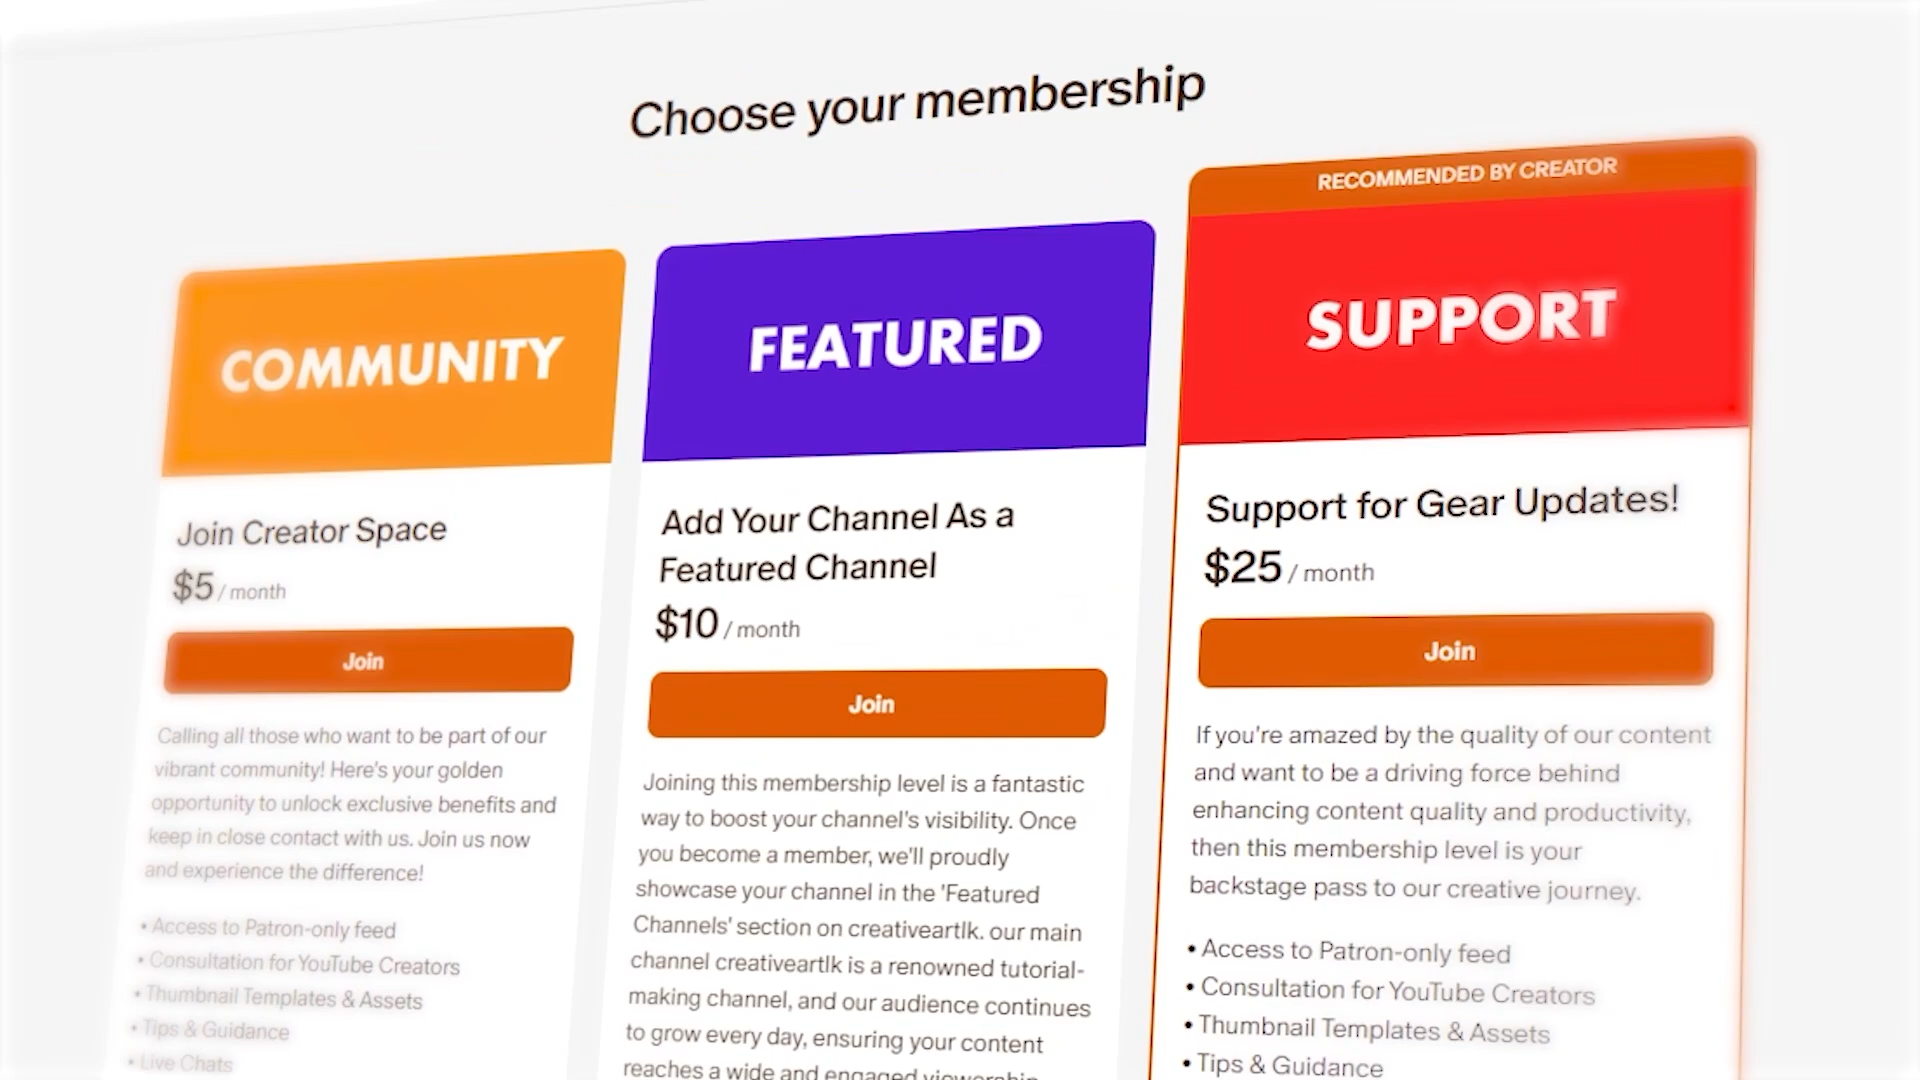 Choose your membership
COMMUNITY
Join Creator Space
$5 / month
Join
Calling all those who want to be part of our
vibrant community! Here's your golden
opportunity to unlock exclusive benefits and
keep in close contact with us. Join us now
and experience the difference!
• Access to Patron-only feed
• Consultation for YouTube Creators
• Thumbnail Templates & Assets
• Tips & Guidance
• Live Chats
FEATURED
Add Your Channel As a
Featured Channel
$10 / month
Join
Joining this membership level is a fantastic
way to boost your channel's visibility. Once
you become a member, we'll proudly
showcase your channel in the 'Featured
Channels' section on creativeartlk. our main
channel creativeartlk is a renowned tutorial-
making channel, and our audience continues
to grow every day, ensuring your content
reaches a wide and engaged viewership
RECOMMENDED BY CREATOR
SUPPORT
Support for Gear Updates!
$25 / month
Join
If you're amazed by the quality of our content
and want to be a driving force behind
enhancing content quality and productivity,
then this membership level is your
backstage pass to our creative journey.
• Access to Patron-only feed
• Consultation for YouTube Creators
• Thumbnail Templates & Assets
• Tips & Guidance